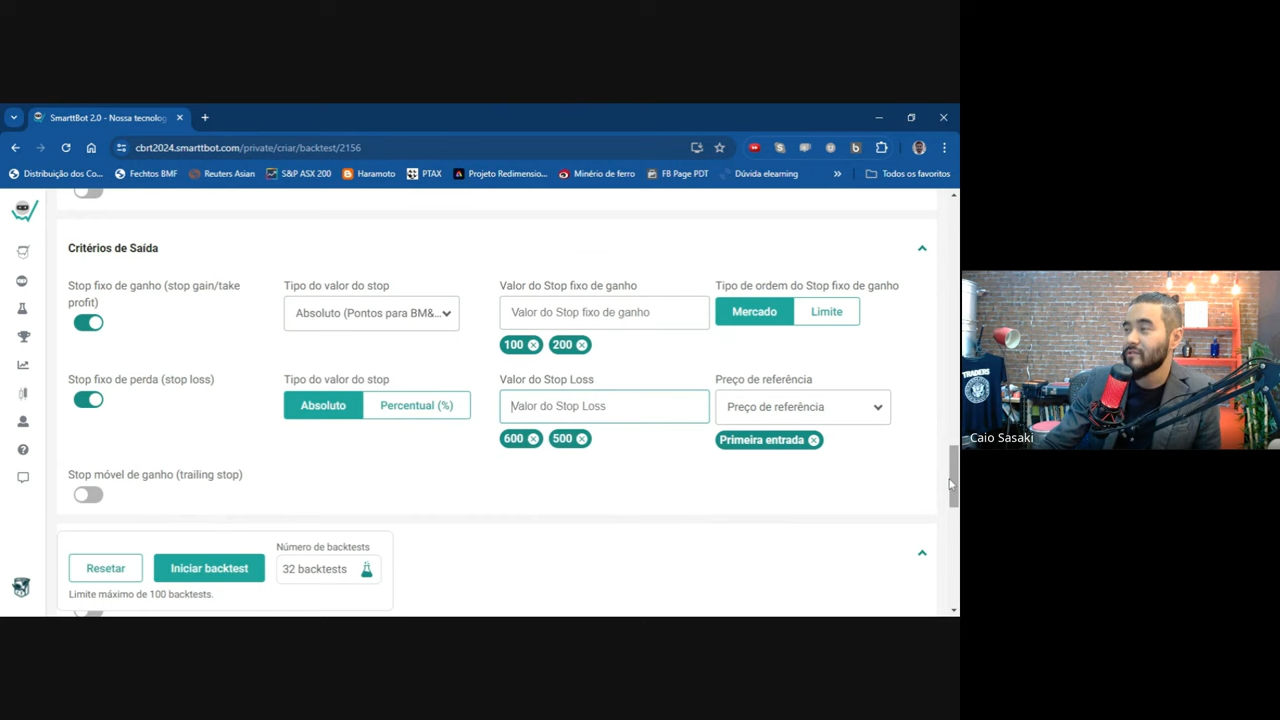 SmarttBot 2.0 - Nossa tecnolog
cbrt2024.smarttbot.com/private/criar/backtest/2156
Distribuição dos Co...
Fechtos BMF
Reuters Asian
S&P ASX 200
Haramoto
PTAX
Projeto Redimensio...
Minério de ferro
FB Page PDT
Dúvida elearning
»
Todos os favoritos
Critérios de Saída
Stop fixo de ganho (stop gain/take
profit)
Tipo do valor do stop
Absoluto (Pontos para BM&...
Valor do Stop fixo de ganho
Valor do Stop fixo de ganho
100
200
Tipo de ordem do Stop fixo de ganho
Mercado
Limite
Stop fixo de perda (stop loss)
Tipo do valor do stop
Absoluto
Percentual (%)
Valor do Stop Loss
Valor do Stop Loss
600
500
Preço de referência
Preço de referência
Primeira entrada
Stop móvel de ganho (trailing stop)
Resetar
Iniciar backtest
Número de backtests
32 backtests
Limite máximo de 100 backtests.
TRADERS
Caio Sasaki